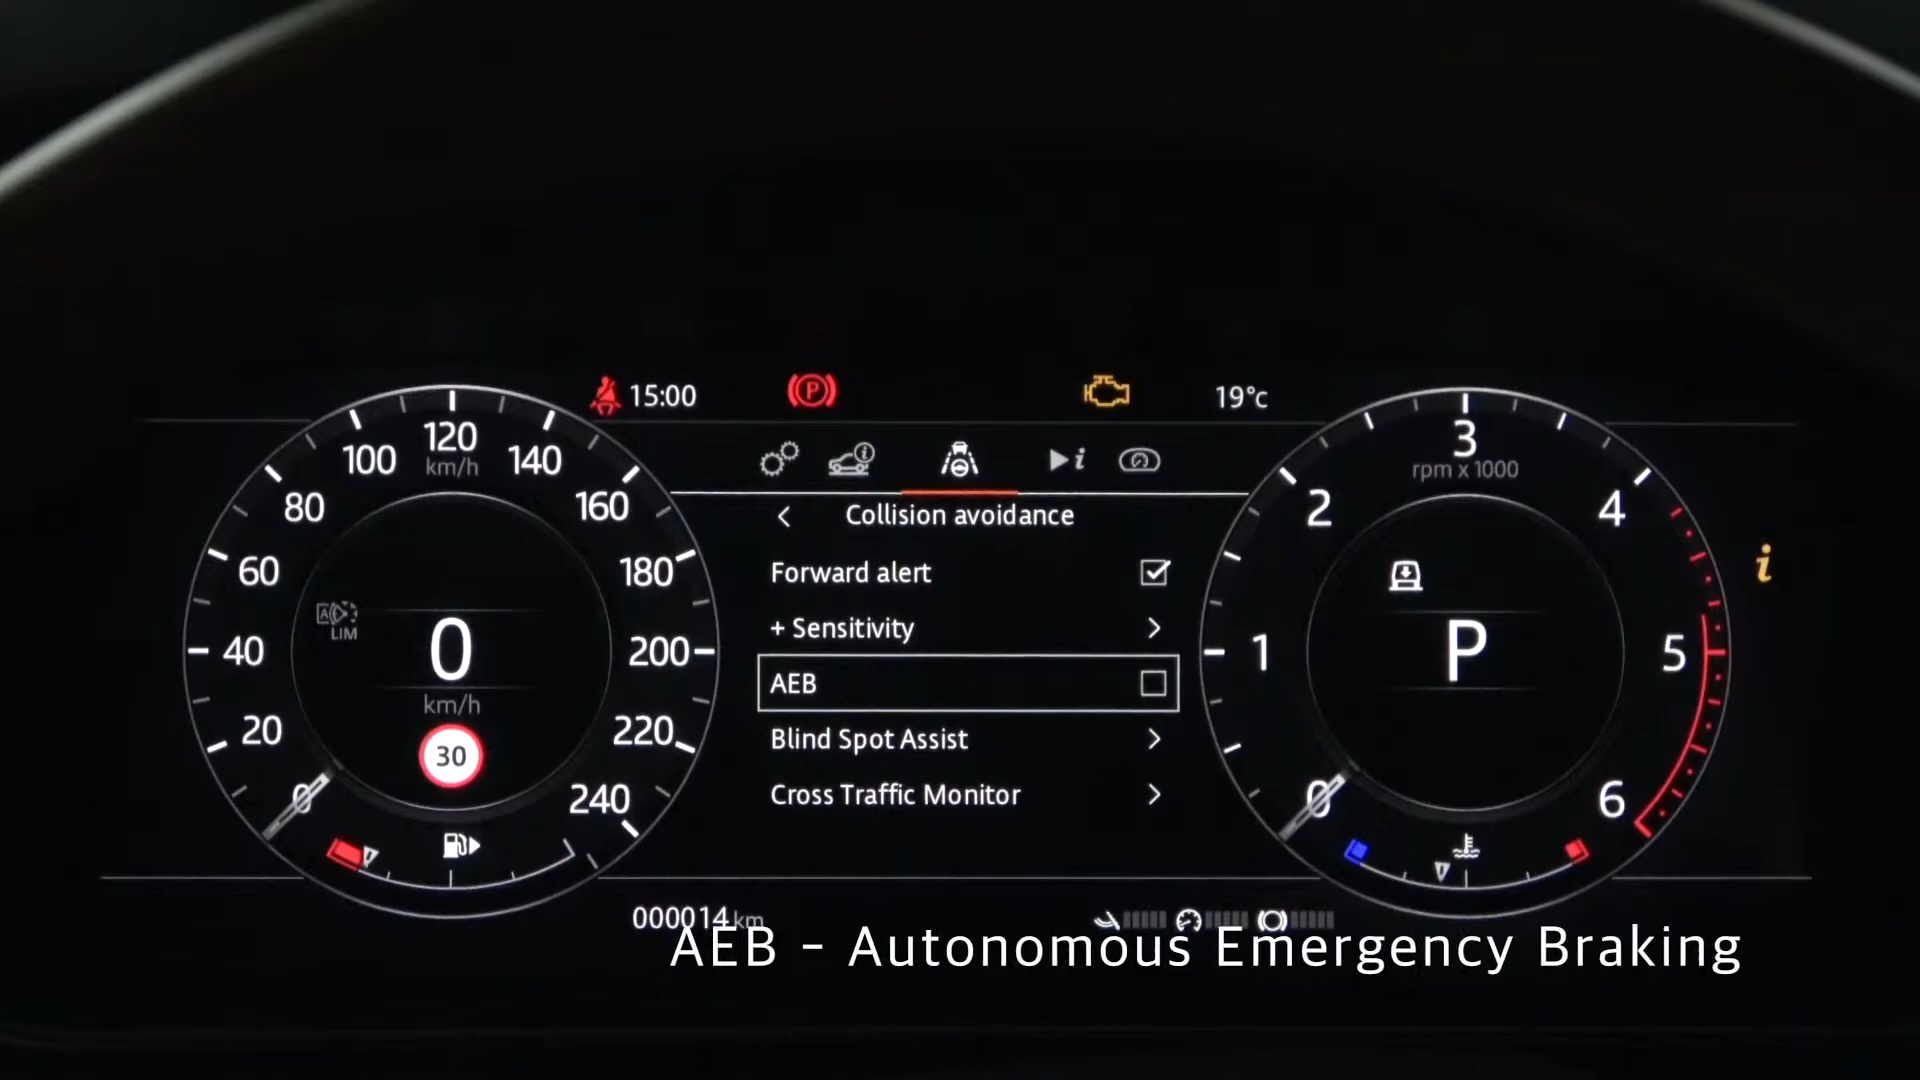 15:00
P
19°c
i
i
Collision avoidance
Forward alert
+ Sensitivity
AEB
Blind Spot Assist
Cross Traffic Monitor
0
20
40
60
80
100
120
km/h
140
160
180
200
220
240
A
LIM
0
km/h
30
0
1
2
3
rpm x 1000
4
5
6
P
i
000014 km
AEB - Autonomous Emergency Braking